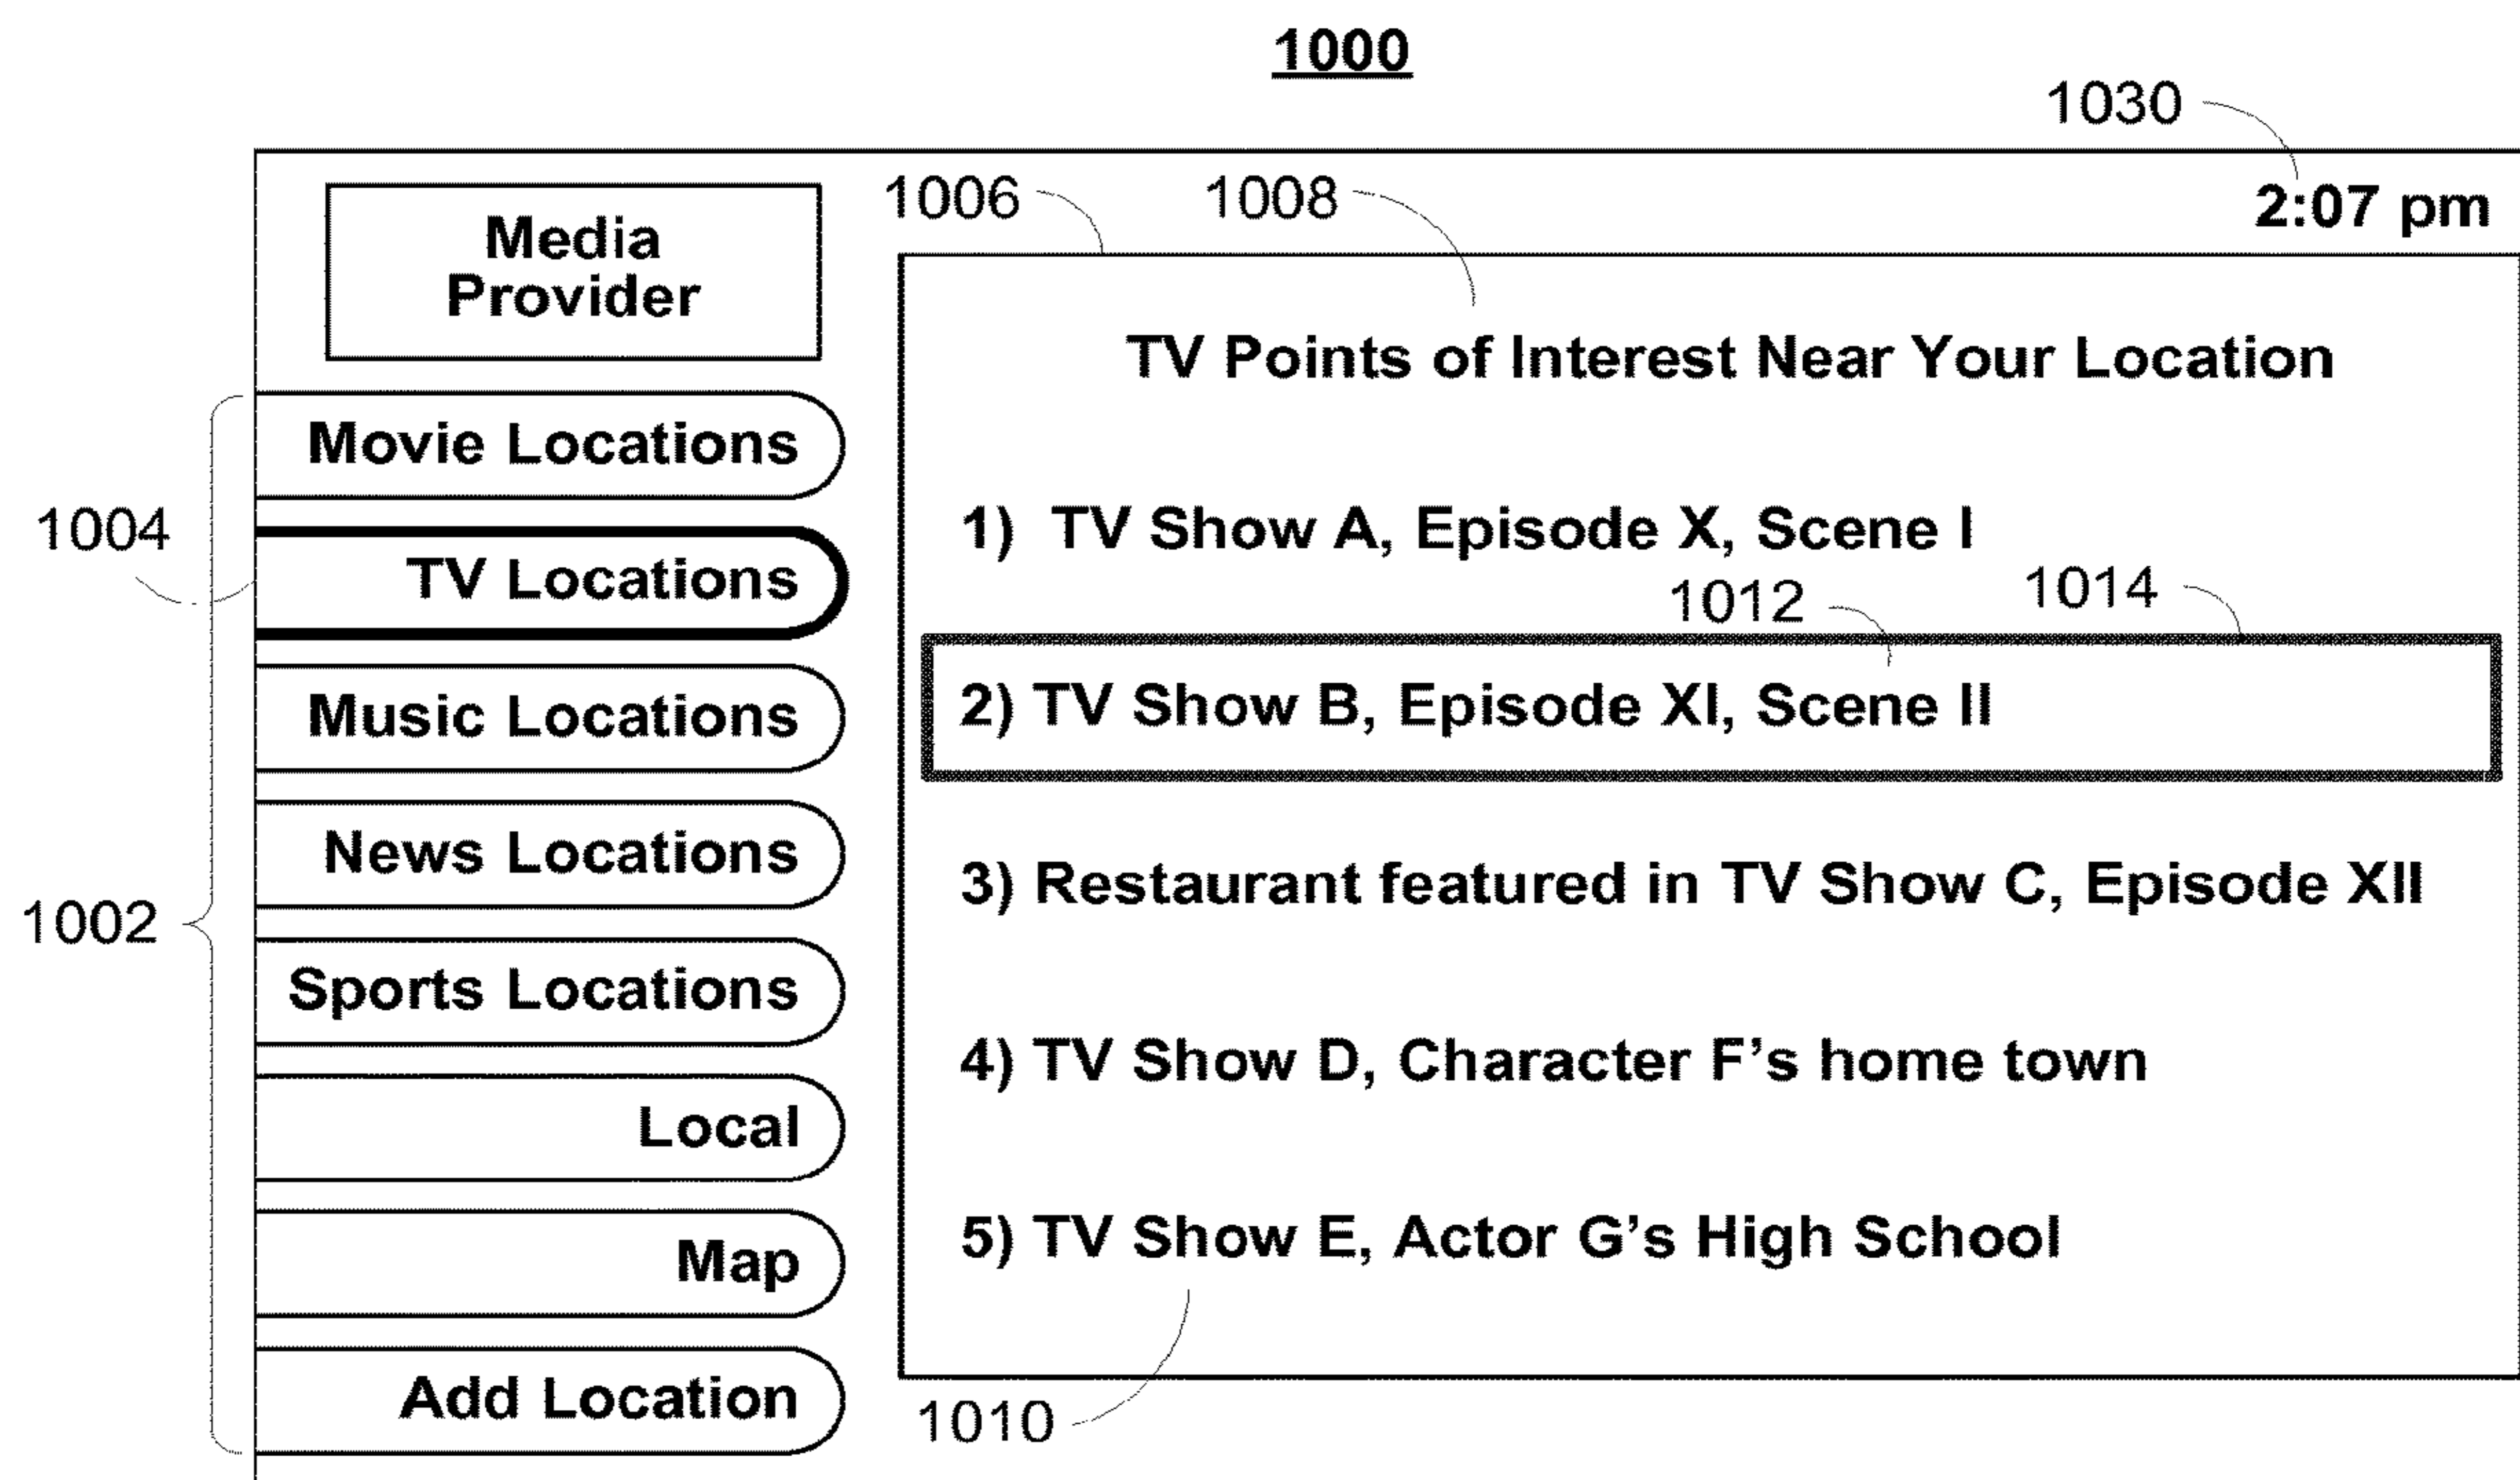 1000
1030
2:07 pm
Media
Provider
1006
1008
TV Points of Interest Near Your Location
Movie Locations
1004
TV Locations
Music Locations
News Locations
1002
Sports Locations
Local
Map
Add Location
1) TV Show A, Episode X, Scene I
1012
1014
2) TV Show B, Episode XI, Scene II
3) Restaurant featured in TV Show C, Episode XII
4) TV Show D, Character F’s home town
5) TV Show E, Actor G’s High School
1010